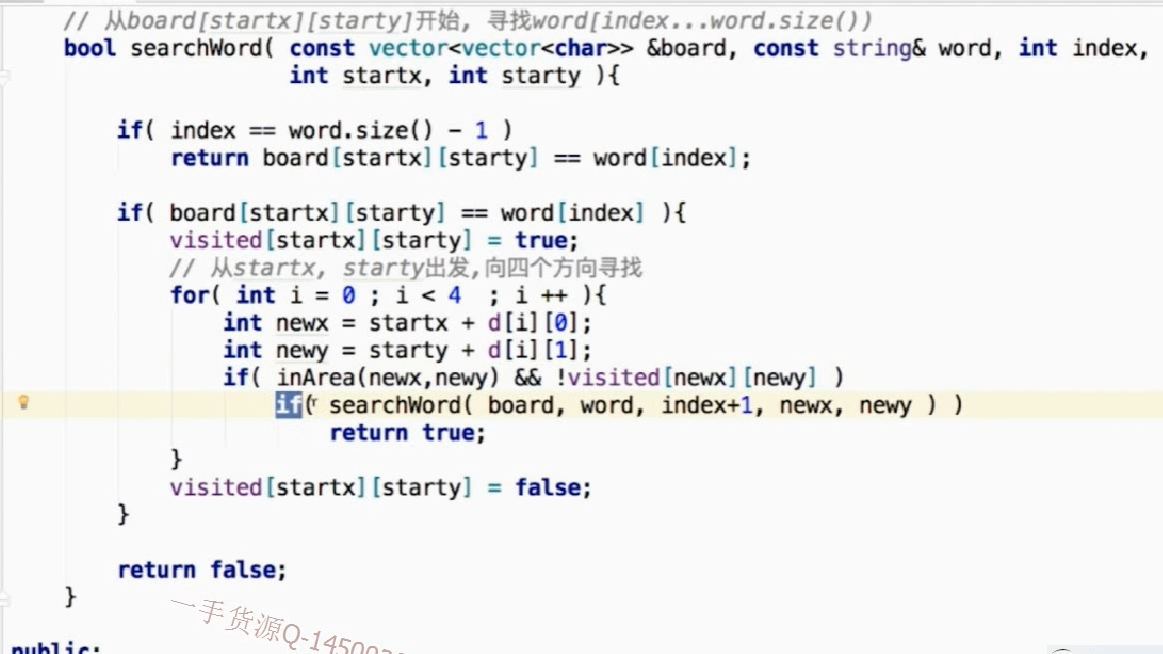 // 从board[startx][starty]开始, 寻找word[index...word.size())
bool searchWord( const vector<vector<char>> &board, const string& word, int index,
int startx, int starty ){
if( index == word.size() - 1 )
return board[startx][starty] == word[index];
if( board[startx][starty] == word[index] ){
visited[startx][starty] = true;
// 从startx, starty出发,向四个方向寻找
for( int i = 0 ; i < 4 ; i ++ ){
int newx = startx + d[i][0];
int newy = starty + d[i][1];
if( inArea(newx,newy) && !visited[newx][newy] )
if( searchWord( board, word, index+1, newx, newy ) )
return true;
}
visited[startx][starty] = false;
}
return false;
}
一手货源Q-14500
public: